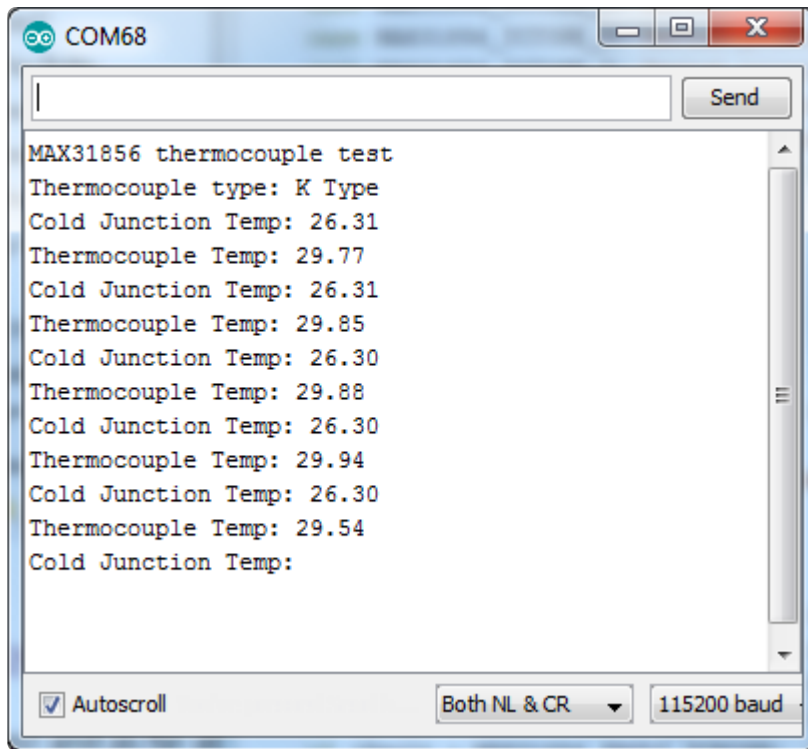 COM68
Send
MAX31856 thermocouple test
Thermocouple type: K Type
Cold Junction Temp: 26.31
Thermocouple Temp: 29.77
Cold Junction Temp: 26.31
Thermocouple Temp: 29.85
Cold Junction Temp: 26.30
Thermocouple Temp: 29.88
Cold Junction Temp: 26.30
Thermocouple Temp: 29.94
Cold Junction Temp: 26.30
Thermocouple Temp: 29.54
Cold Junction Temp:
Autoscroll Both NL & CR 115200 baud